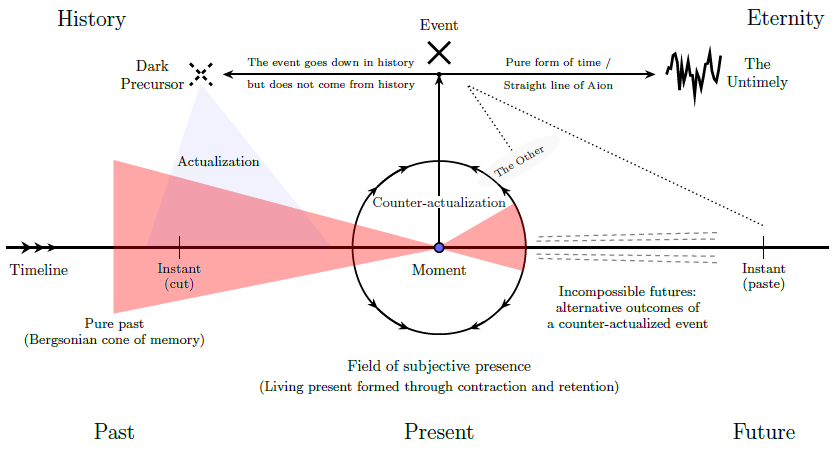 History
Eternity
Event
Dark
Precursor
The event goes down in history
but does not come from history
Pure form of time /
Straight line of Aion
The
Untimely
Actualization
The Other
Counter-actualization
Timeline
Instant
(cut)
Moment
Instant
(paste)
Incompossible futures:
alternative outcomes of
a counter-actualized event
Pure past
(Bergsonian cone of memory)
Field of subjective presence
(Living present formed through contraction and retention)
Past
Present
Future